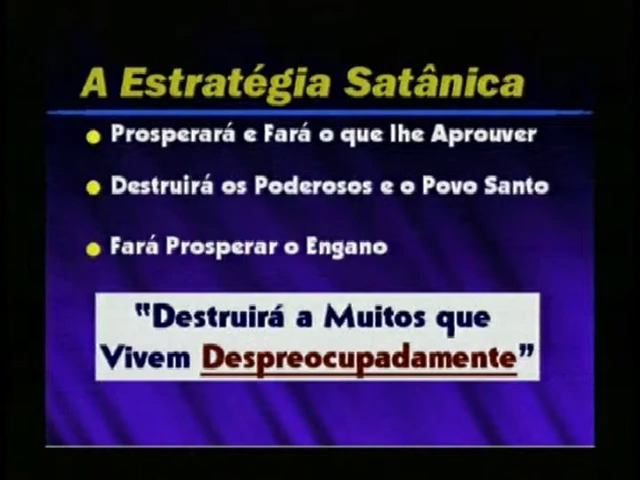 A Estratégia Satânica
Prosperará e Fará o que lhe Aprouver
Destruirá os Poderosos e o Povo Santo
Fará Prosperar o Engano
"Destruirá a Muitos que
Vivem Despreocupadamente"